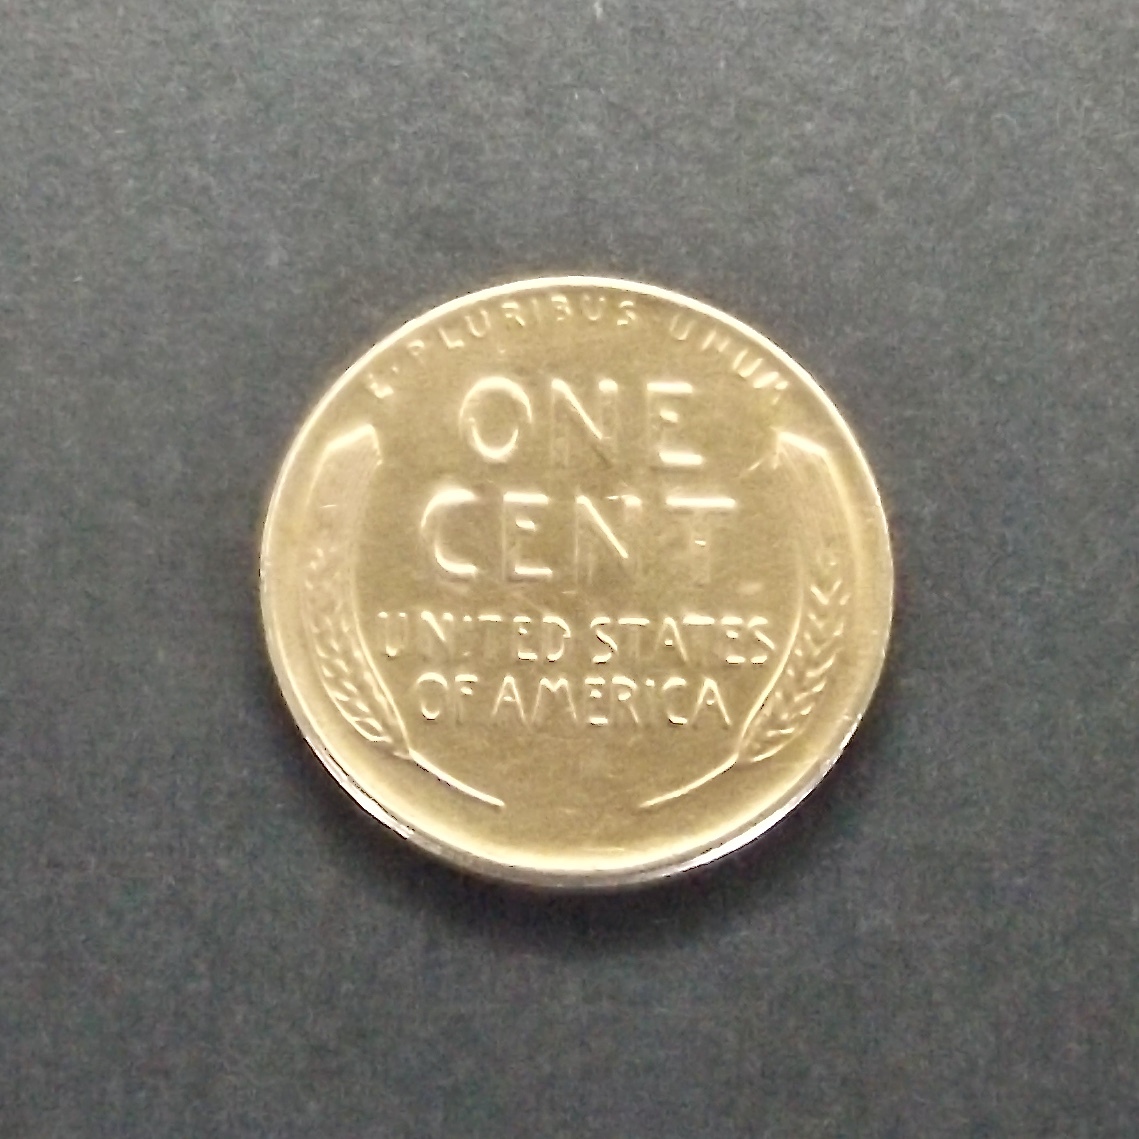 E · PLURIBUS · UNUM
ONE
CENT
UNITED STATES
OF AMERICA